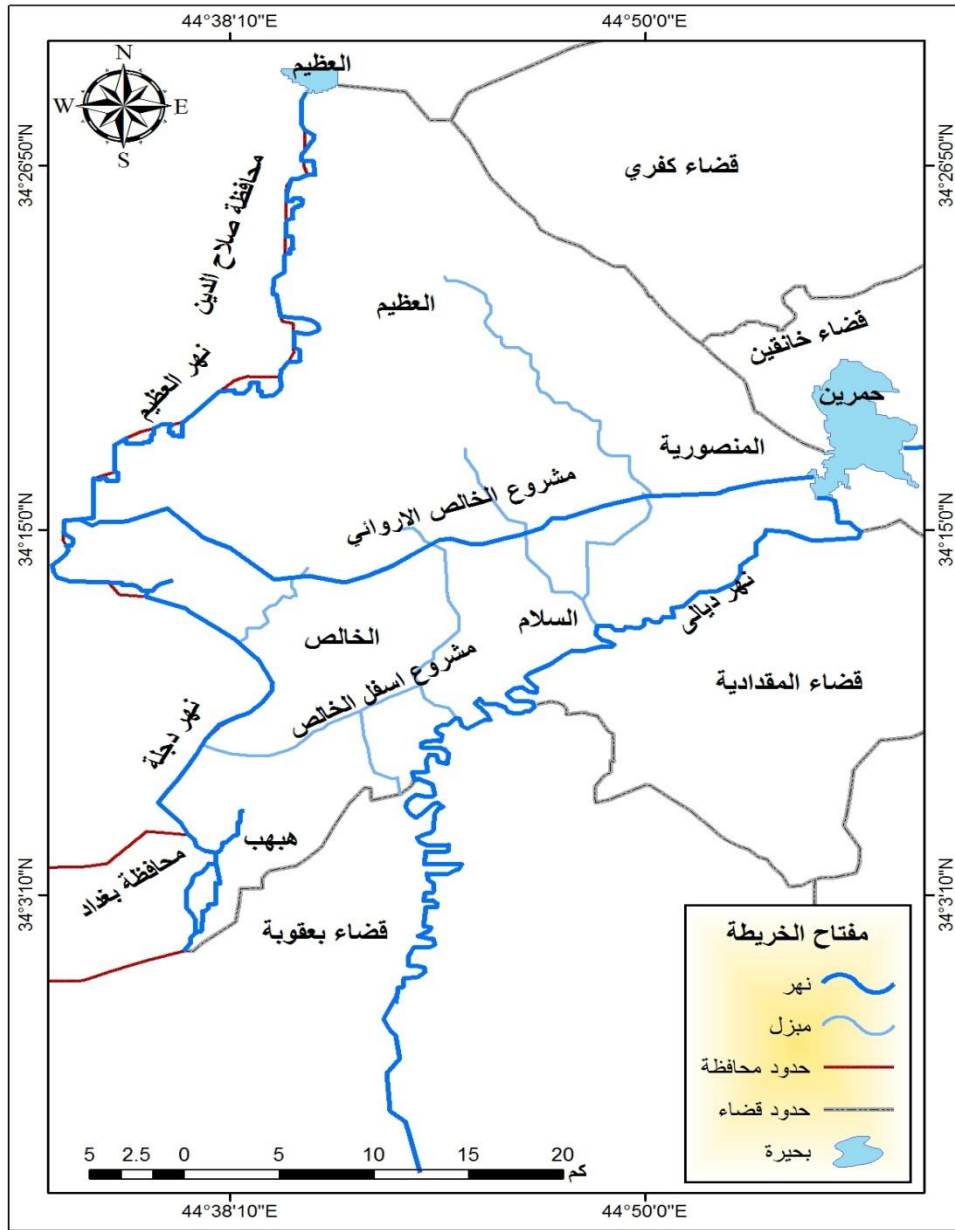 44°38'10"E
44°50'0"E
N
W
E
S
العظيم
34°26'50"N
34°26'50"N
قضاء كفري
محافظة صلاح الدين
العظيم
قضاء خانقين
نهر العظيم
حمرين
المنصورية
مشروع الخالص الاروائي
34°15'0"N
34°15'0"N
نهر ديالى
السلام
الخالص
قضاء المقدادية
مشروع اسفل الخالص
نهر دجلة
هبهب
محافظة بغداد
34°3'10"N
34°3'10"N
قضاء بعقوبة
مفتاح الخريطة
نهر
مبزل
حدود محافظة
حدود قضاء
بحيرة
5 2.5 0 5 10 15 20
كم
44°38'10"E
44°50'0"E